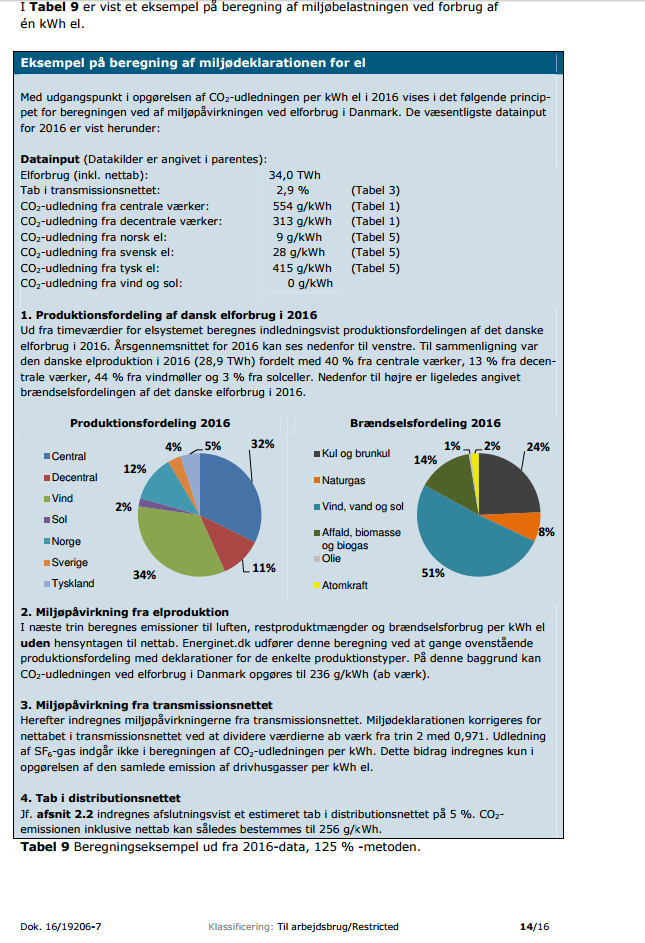 I Tabel 9 er vist et eksempel på beregning af miljøbelastningen ved forbrug af
én kWh el.
Eksempel på beregning af miljødeklarationen for el
Med udgangspunkt i opgørelsen af CO₂-udledningen per kWh el i 2016 vises i det følgende princip-
pet for beregningen ved af miljøpåvirkningen ved elforbrug i Danmark. De væsentligste datainput
for 2016 er vist herunder:
Datainput (Datakilder er angivet i parentes):
Elforbrug (inkl. nettab): 34,0 TWh
Tab i transmissionsnettet: 2,9 % (Tabel 3)
CO₂-udledning fra centrale værker: 554 g/kWh (Tabel 1)
CO₂-udledning fra decentrale værker: 313 g/kWh (Tabel 1)
CO₂-udledning fra norsk el: 9 g/kWh (Tabel 5)
CO₂-udledning fra svensk el: 28 g/kWh (Tabel 5)
CO₂-udledning fra tysk el: 415 g/kWh (Tabel 5)
CO₂-udledning fra vind og sol: 0 g/kWh
1. Produktionsfordeling af dansk elforbrug i 2016
Ud fra timeværdier for elsystemet beregnes indledningsvist produktionsfordelingen af det danske
elforbrug i 2016. Årsgennemsnittet for 2016 kan ses nedenfor til venstre. Til sammenligning var
den danske elproduktion i 2016 (28,9 TWh) fordelt med 40 % fra centrale værker, 13 % fra decen-
trale værker, 44 % fra vindmøller og 3 % fra solceller. Nedenfor til højre er ligeledes angivet
brændselsfordelingen af det danske elforbrug i 2016.
Produktionsfordeling 2016
Central
Decentral
Vind
Sol
Norge
Sverige
Tyskland
32%
11%
34%
2%
12%
4%
5%
Brændselsfordeling 2016
Kul og brunkul
Naturgas
Vind, vand og sol
Affald, biomasse
og biogas
Olie
Atomkraft
24%
8%
51%
14%
1%
2%
2. Miljøpåvirkning fra elproduktion
I næste trin beregnes emissioner til luften, restproduktmængder og brændselsforbrug per kWh el
uden hensyntagen til nettab. Energinet.dk udfører denne beregning ved at gange ovenstående
produktionsfordeling med deklarationer for de enkelte produktionstyper. På denne baggrund kan
CO₂-udledningen ved elforbrug i Danmark opgøres til 236 g/kWh (ab værk).
3. Miljøpåvirkning fra transmissionsnettet
Herefter indregnes miljøpåvirkningerne fra transmissionsnettet. Miljødeklarationen korrigeres for
nettabet i transmissionsnettet ved at dividere værdierne ab værk fra trin 2 med 0,971. Udledning
af SF₆-gas indgår ikke i beregningen af CO₂-udledningen per kWh. Dette bidrag indregnes kun i
opgørelsen af den samlede emission af drivhusgasser per kWh el.
4. Tab i distributionsnettet
Jf. afsnit 2.2 indregnes afslutningsvist et estimeret tab i distributionsnettet på 5 %. CO₂-
emissionen inklusive nettab kan således bestemmes til 256 g/kWh.
Tabel 9 Beregningseksempel ud fra 2016-data, 125 % -metoden.
Dok. 16/19206-7 Klassificering: Til arbejdsbrug/Restricted 14/16